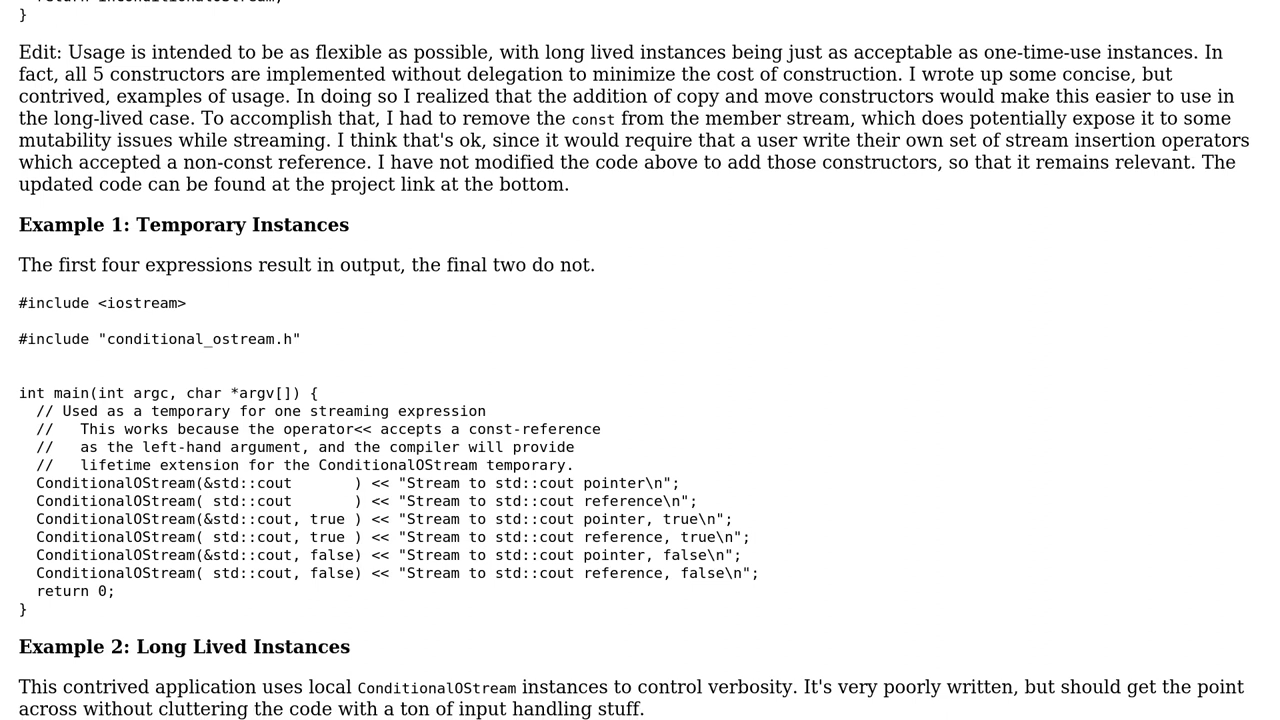 }
Edit: Usage is intended to be as flexible as possible, with long lived instances being just as acceptable as one-time-use instances. In
fact, all 5 constructors are implemented without delegation to minimize the cost of construction. I wrote up some concise, but
contrived, examples of usage. In doing so I realized that the addition of copy and move constructors would make this easier to use in
the long-lived case. To accomplish that, I had to remove the const from the member stream, which does potentially expose it to some
mutability issues while streaming. I think that's ok, since it would require that a user write their own set of stream insertion operators
which accepted a non-const reference. I have not modified the code above to add those constructors, so that it remains relevant. The
updated code can be found at the project link at the bottom.
Example 1: Temporary Instances
The first four expressions result in output, the final two do not.
#include <iostream>
#include "conditional_ostream.h"
int main(int argc, char *argv[]) {
  // Used as a temporary for one streaming expression
  //   This works because the operator<< accepts a const-reference
  //   as the left-hand argument, and the compiler will provide
  //   lifetime extension for the ConditionalOStream temporary.
  ConditionalOStream(&std::cout       ) << "Stream to std::cout pointer\n";
  ConditionalOStream( std::cout       ) << "Stream to std::cout reference\n";
  ConditionalOStream(&std::cout, true ) << "Stream to std::cout pointer, true\n";
  ConditionalOStream( std::cout, true ) << "Stream to std::cout reference, true\n";
  ConditionalOStream(&std::cout, false) << "Stream to std::cout pointer, false\n";
  ConditionalOStream( std::cout, false) << "Stream to std::cout reference, false\n";
  return 0;
}
Example 2: Long Lived Instances
This contrived application uses local ConditionalOStream instances to control verbosity. It's very poorly written, but should get the point
across without cluttering the code with a ton of input handling stuff.